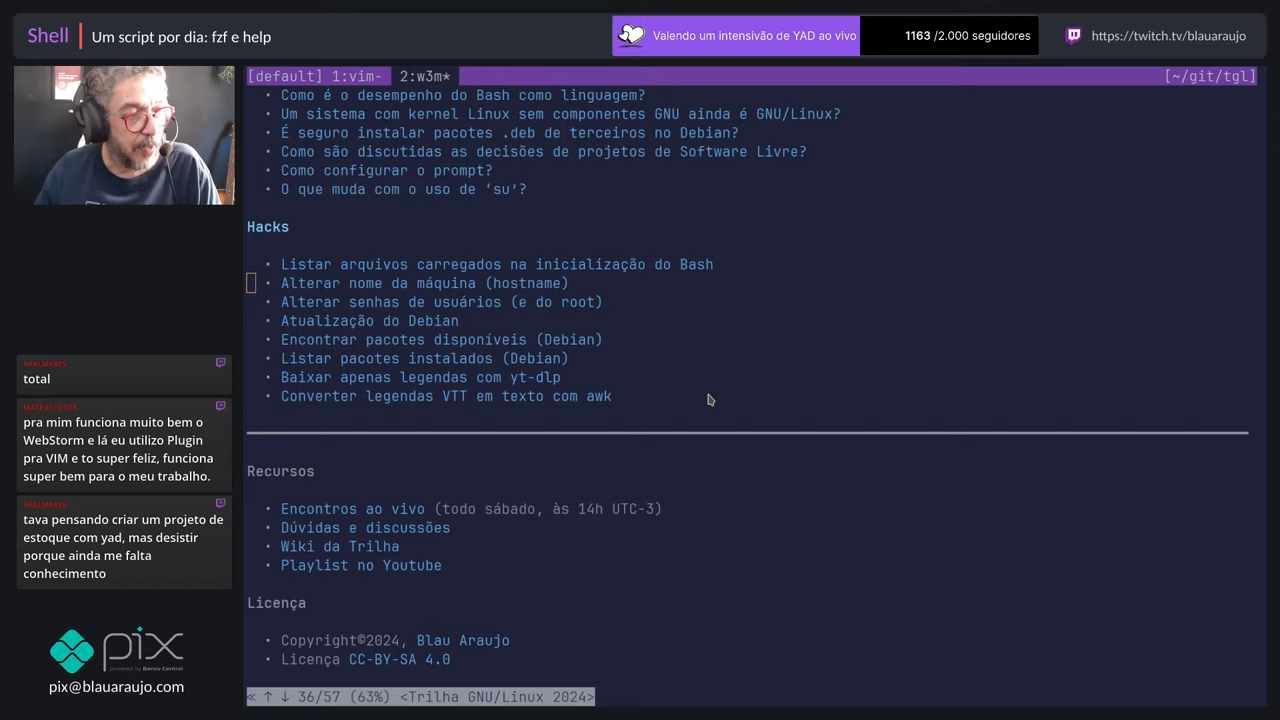 Shell
Um script por dia: fzf e help
Valendo um intensivão de YAD ao vivo
1163 /2.000 seguidores
https://twitch.tv/blauaraujo
[default] 1:vim- 2:w3m*
[~/git/tgl]
• Como é o desempenho do Bash como linguagem?
• Um sistema com kernel Linux sem componentes GNU ainda é GNU/Linux?
• É seguro instalar pacotes .deb de terceiros no Debian?
• Como são discutidas as decisões de projetos de Software Livre?
• Como configurar o prompt?
• O que muda com o uso de ‘su’?
Hacks
• Listar arquivos carregados na inicialização do Bash
• Alterar nome da máquina (hostname)
• Alterar senhas de usuários (e do root)
• Atualização do Debian
• Encontrar pacotes disponíveis (Debian)
• Listar pacotes instalados (Debian)
• Baixar apenas legendas com yt-dlp
• Converter legendas VTT em texto com awk
Recursos
• Encontros ao vivo (todo sábado, às 14h UTC-3)
• Dúvidas e discussões
• Wiki da Trilha
• Playlist no Youtube
Licença
• Copyright©2024, Blau Araujo
• Licença CC-BY-SA 4.0
« ↑ ↓ 36/57 (63%) <Trilha GNU/Linux 2024>
XPALMARES
total
MATEUSCODER
pra mim funciona muito bem o
WebStorm e lá eu utilizo Plugin
pra VIM e to super feliz, funciona
super bem para o meu trabalho.
XPALMARES
tava pensando criar um projeto de
estoque com yad, mas desistir
porque ainda me falta
conhecimento
pix
powered by Banco Central
pix@blauaraujo.com